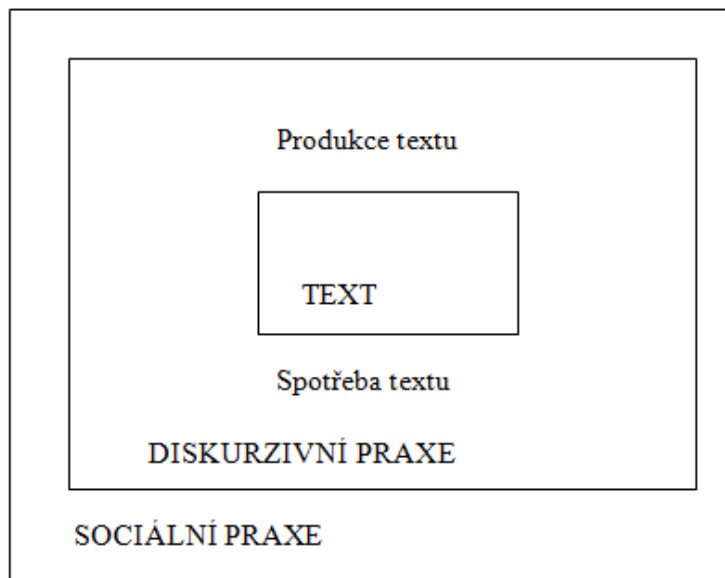 Produkce textu
TEXT
Spotřeba textu
DISKURZIVNÍ PRAXE
SOCIÁLNÍ PRAXE